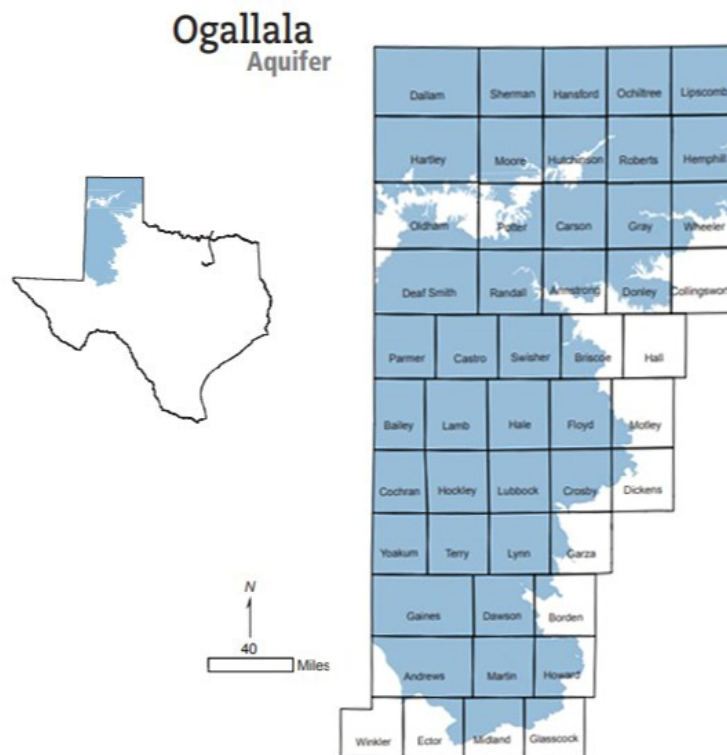 Ogallala
Aquifer
Dallam Sherman Hansford Ochiltree Lipscomb
Hartley Moore Hutchinson Roberts Hemphill
Oldham Potter Carson Gray Wheeler
Deaf Smith Randall Armstrong Donley Collingswort
Parmer Castro Swisher Briscoe Hall
Bailey Lamb Hale Floyd Motley
Cochran Hockley Lubbock Crosby Dickens
Yoakum Terry Lynn Garza
Gaines Dawson Borden
Andrews Martin Howard
Winkler Ector Midland Glasscock
N
40
Miles